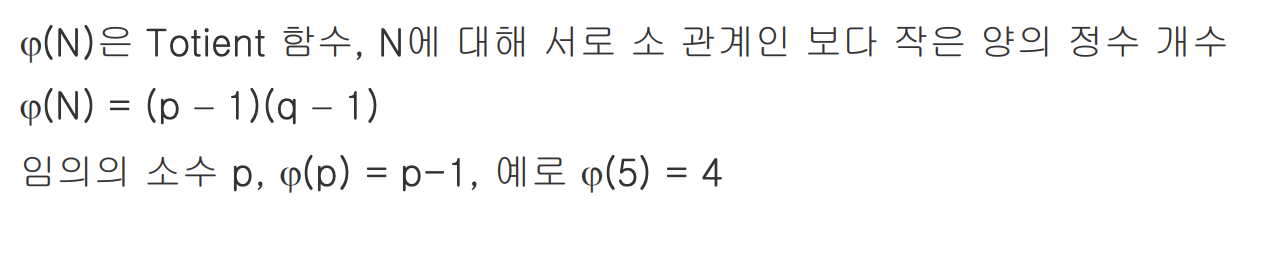 φ(N)은 Totient 함수, N에 대해 서로 소 관계인 보다 작은 양의 정수 개수
φ(N) = (p – 1)(q – 1)
임의의 소수 p, φ(p) = p-1, 예로 φ(5) = 4